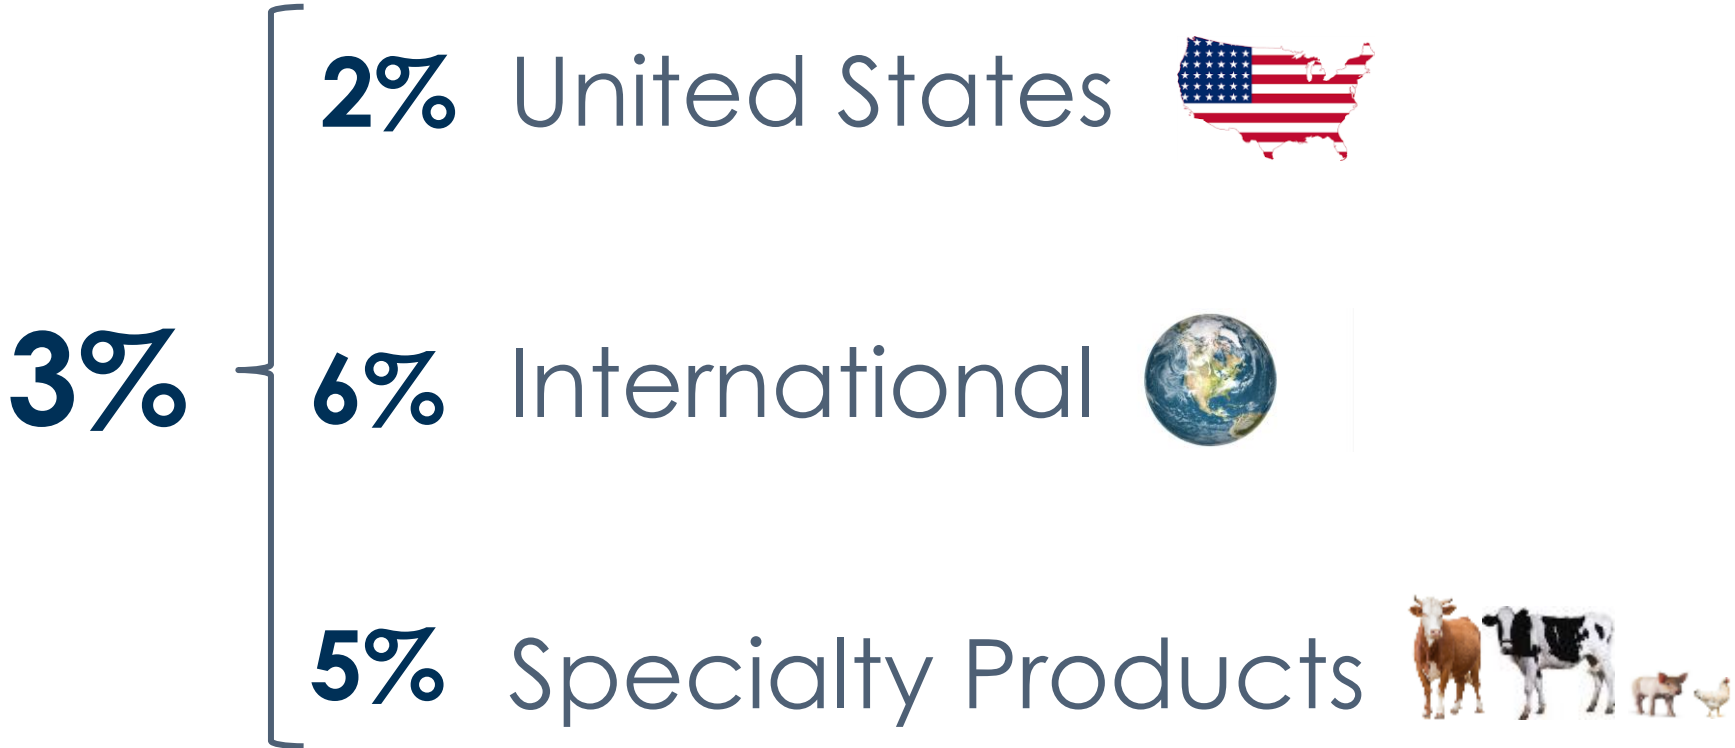 2% United States
3%
6% International
5% Specialty Products